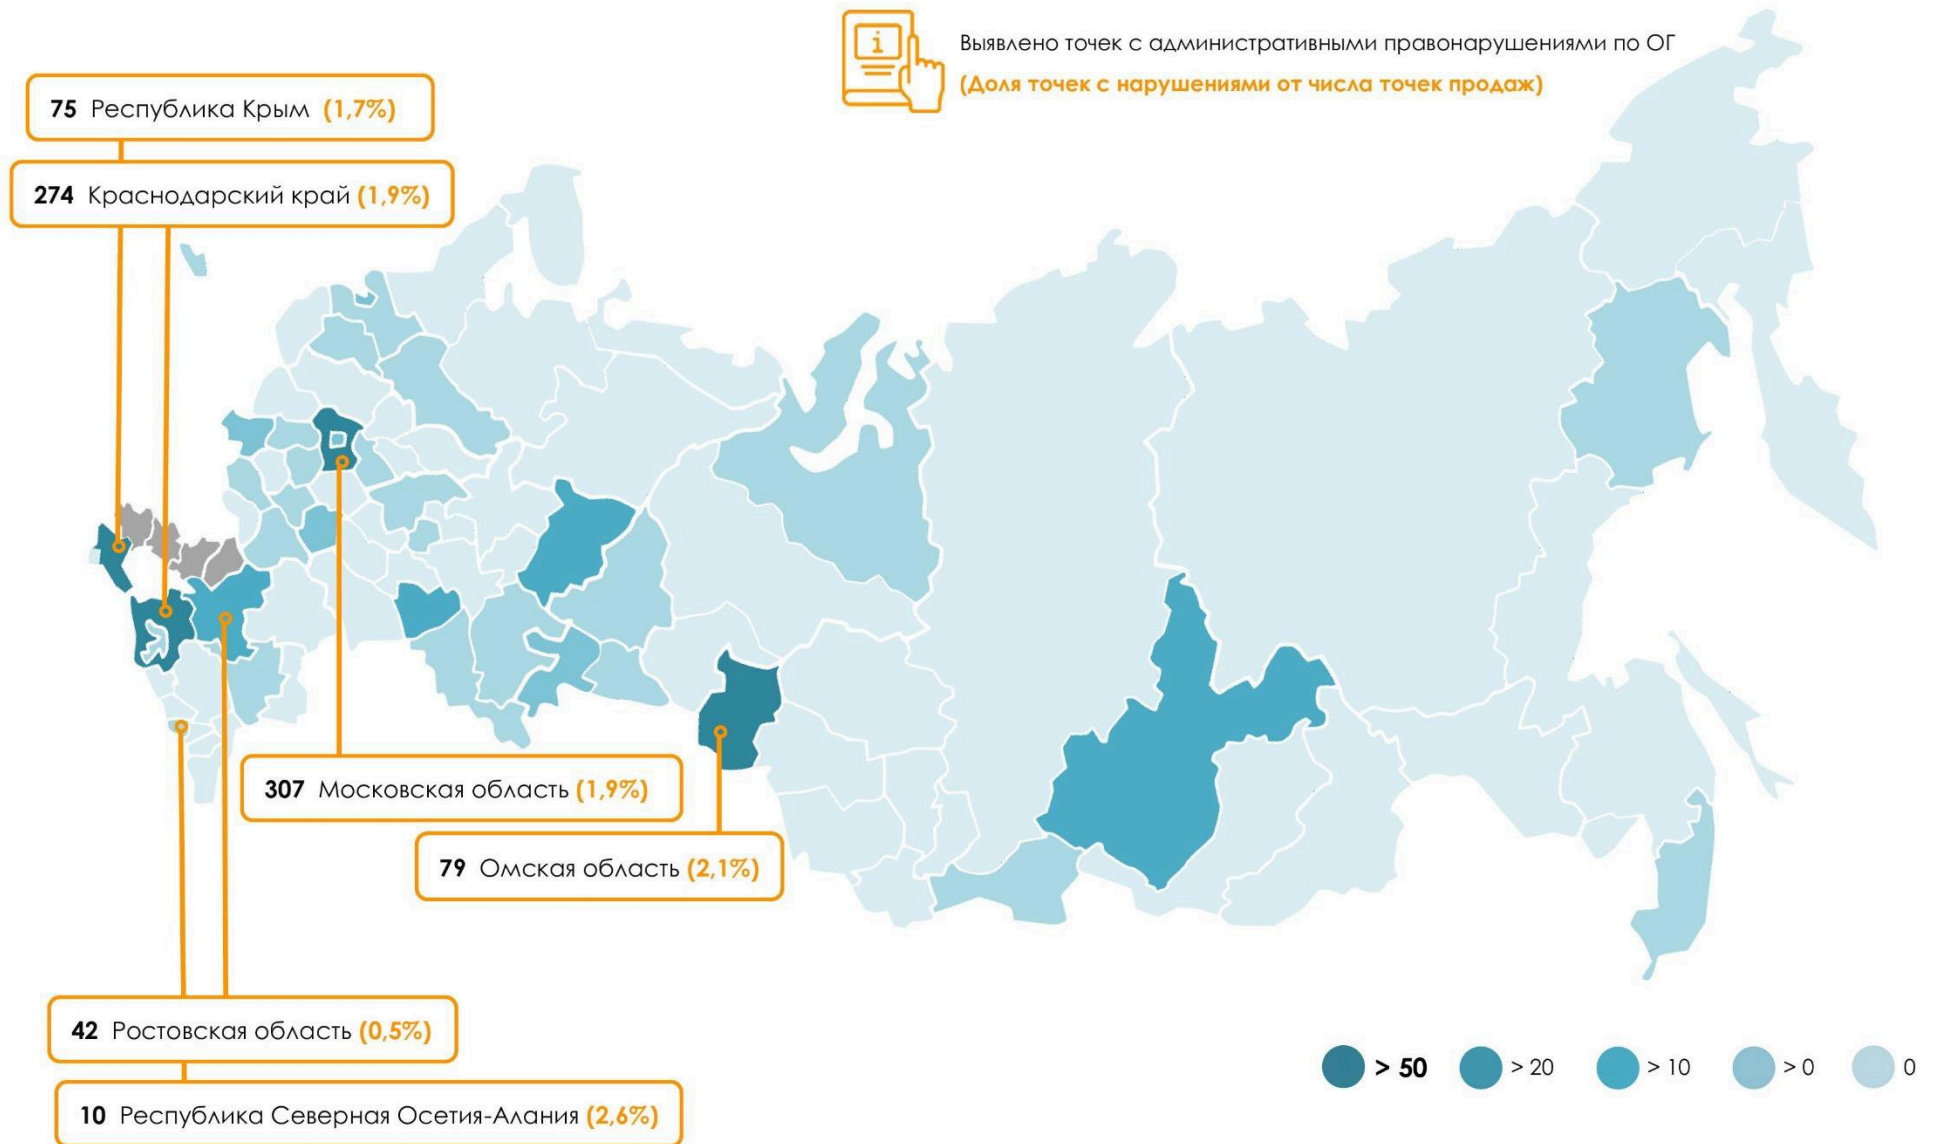 Выявлено точек с административными правонарушениями по ОГ
(Доля точек с нарушениями от числа точек продаж)
75 Республика Крым (1,7%)
274 Краснодарский край (1,9%)
307 Московская область (1,9%)
79 Омская область (2,1%)
42 Ростовская область (0,5%)
10 Республика Северная Осетия-Алания (2,6%)
> 50 > 20 > 10 > 0 0